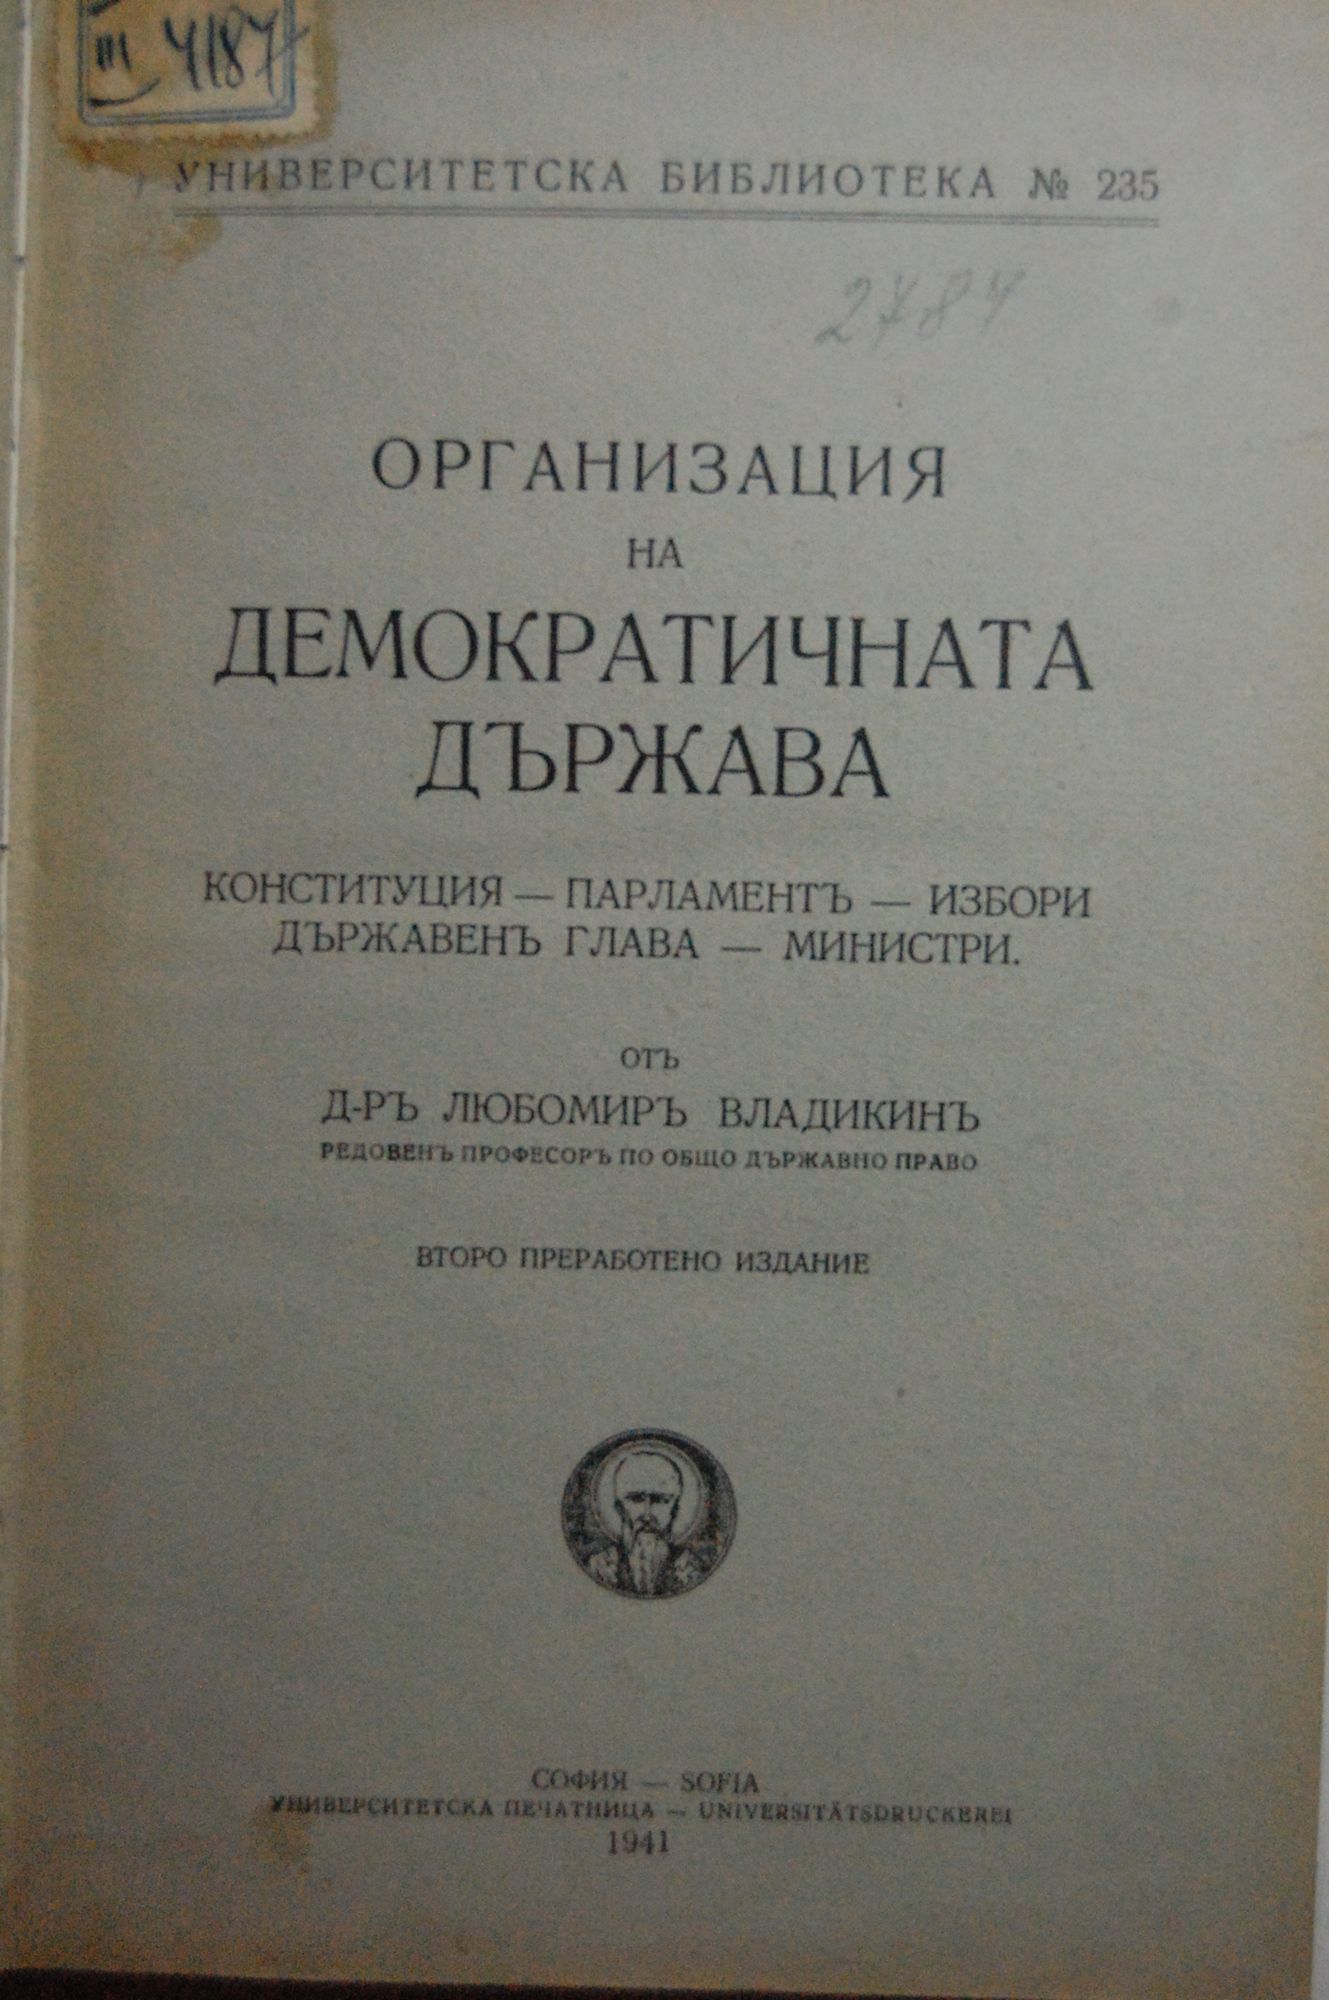 III 4187
УНИВЕРСИТЕТСКА БИБЛИОТЕКА № 235
2784
ОРГАНИЗАЦИЯ
НА
ДЕМОКРАТИЧНАТА
ДЪРЖАВА
КОНСТИТУЦИЯ — ПАРЛАМЕНТЪ — ИЗБОРИ
ДЪРЖАВЕНЪ ГЛАВА — МИНИСТРИ.
ОТЪ
Д-РЪ ЛЮБОМИРЪ ВЛАДИКИНЪ
РЕДОВЕНЪ ПРОФЕСОРЪ ПО ОБЩО ДЪРЖАВНО ПРАВО
ВТОРО ПРЕРАБОТЕНО ИЗДАНИЕ
СОФИЯ — SOFIA
УНИВЕРСИТЕТСКА ПЕЧАТНИЦА — UNIVERSITÄTSDRUCKEREI
1941